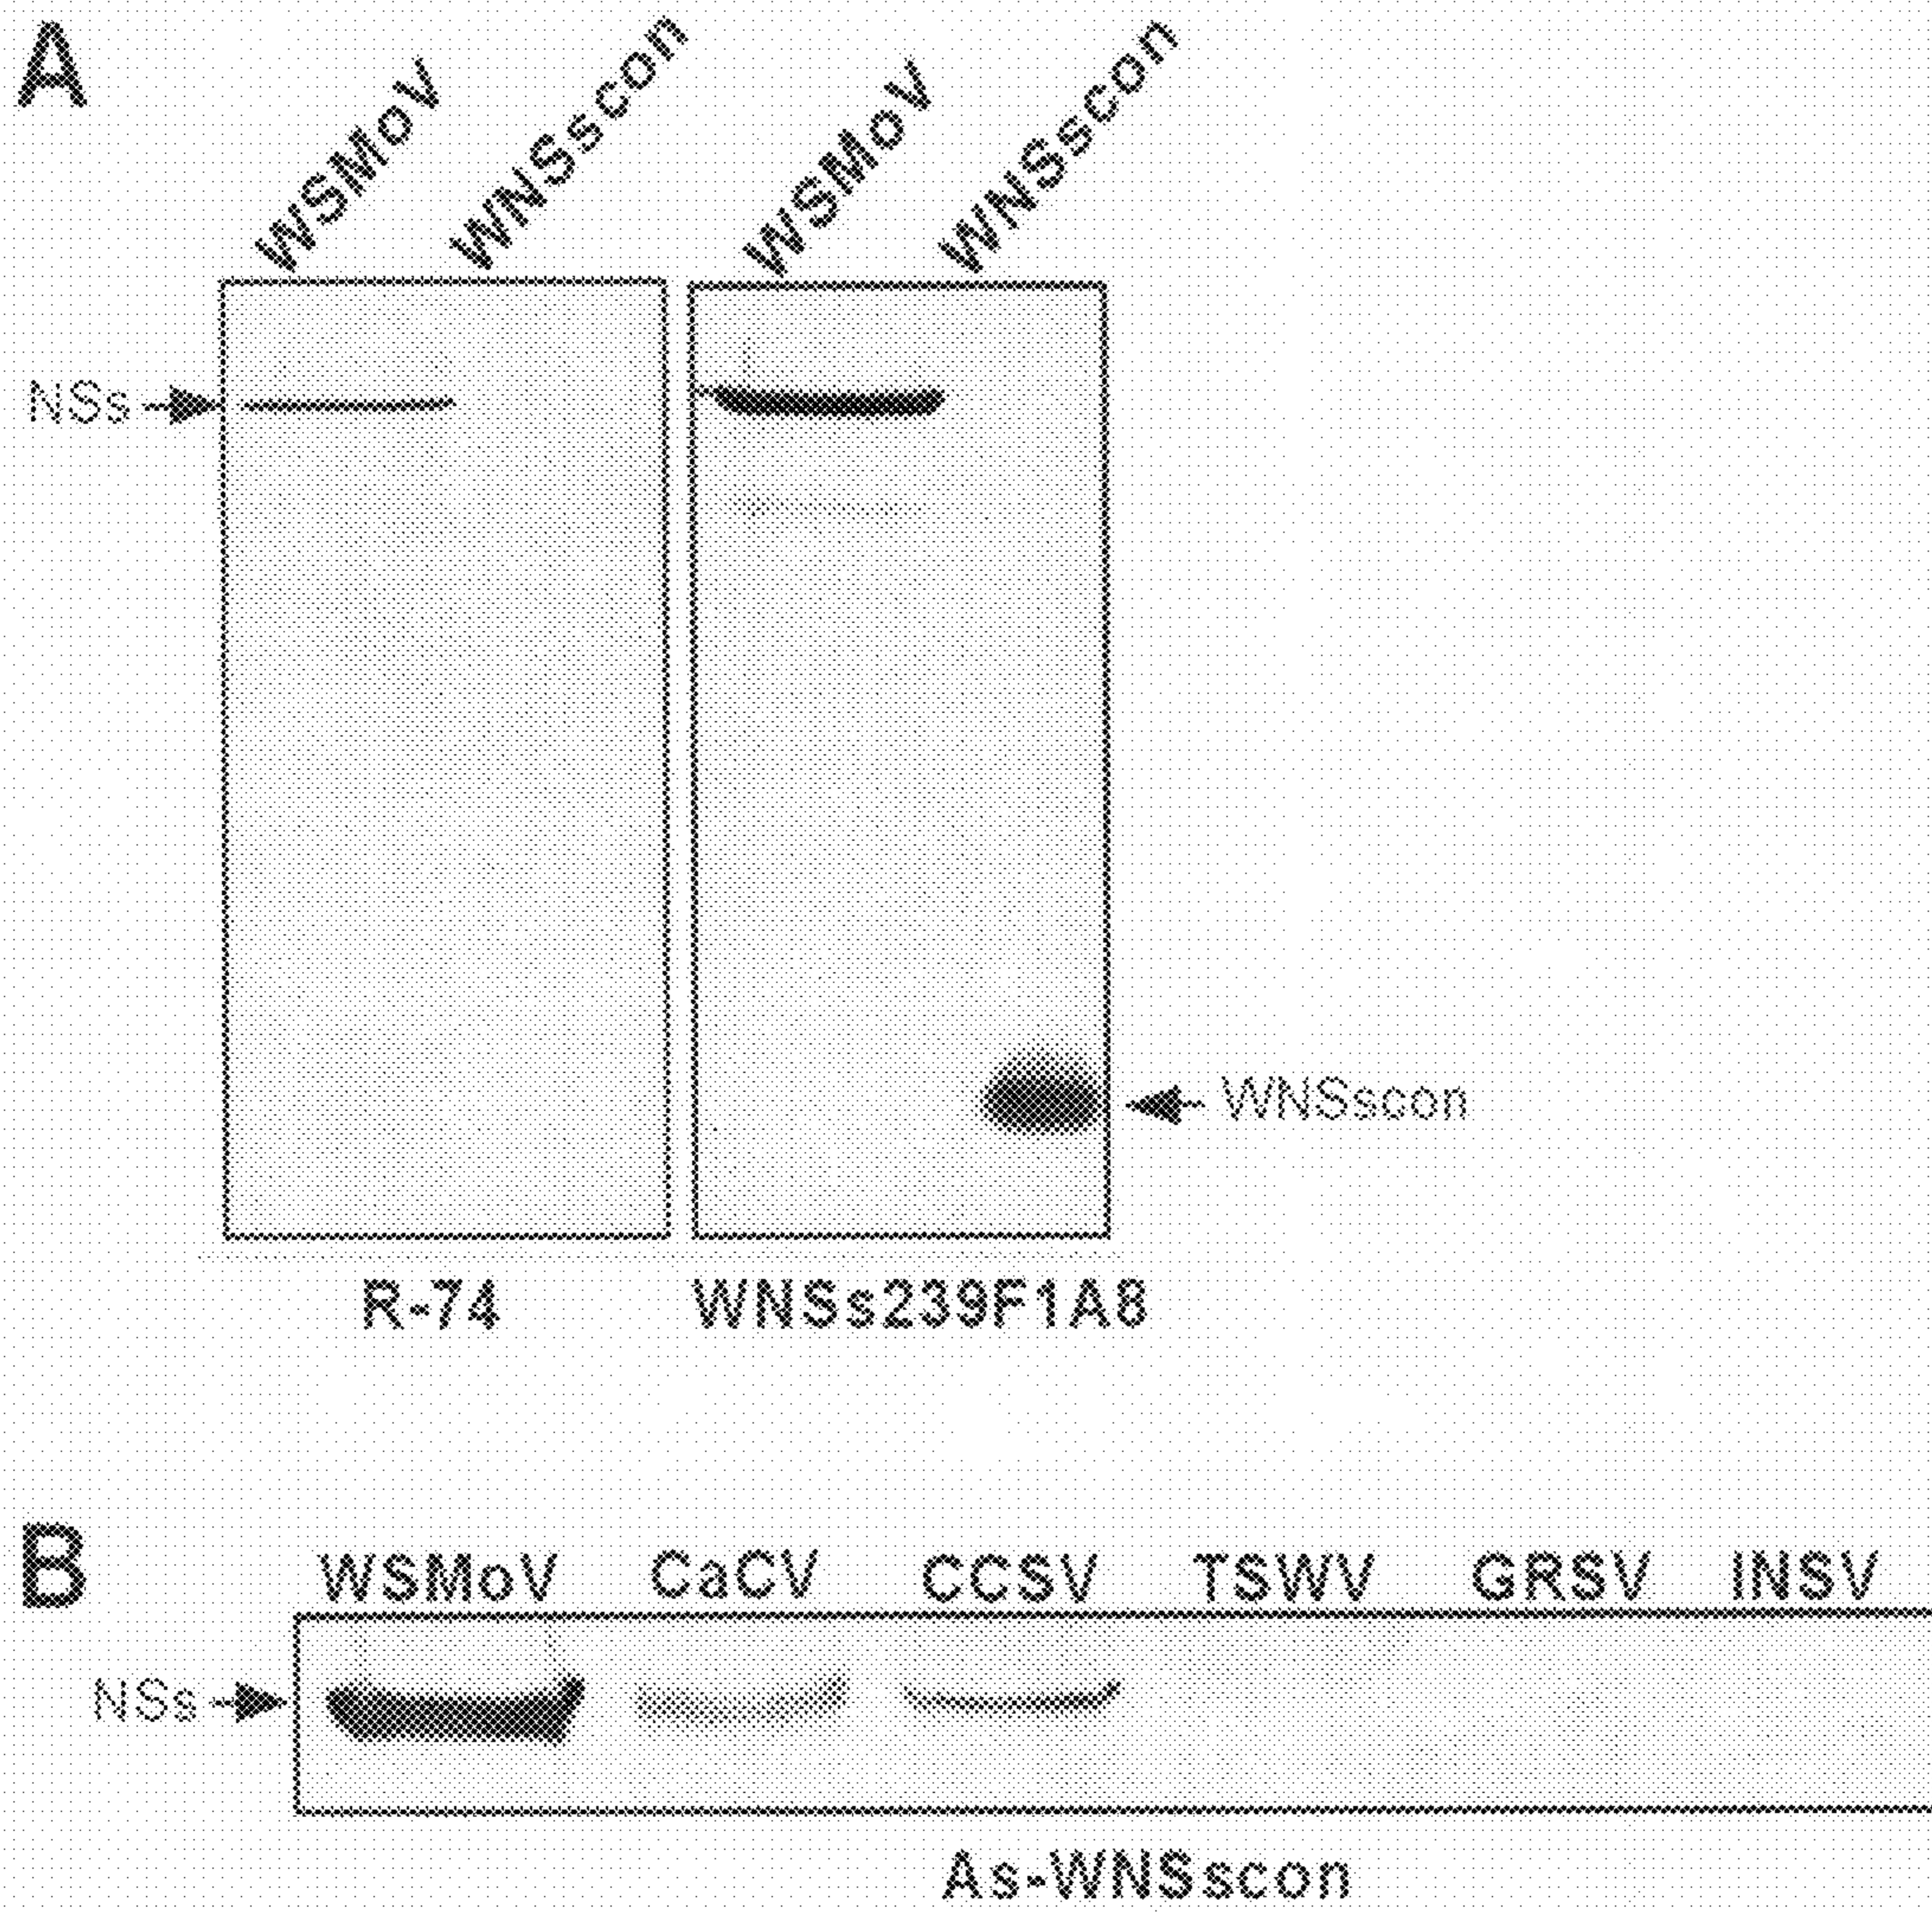 A
WSMoV WNSscon WSMoV WNSscon
NSs
WNSscon
R-74 WNSs239F1A8
B
WSMoV CaCV CCSV TSWV GRSV INSV
NSs
As-WNSscon